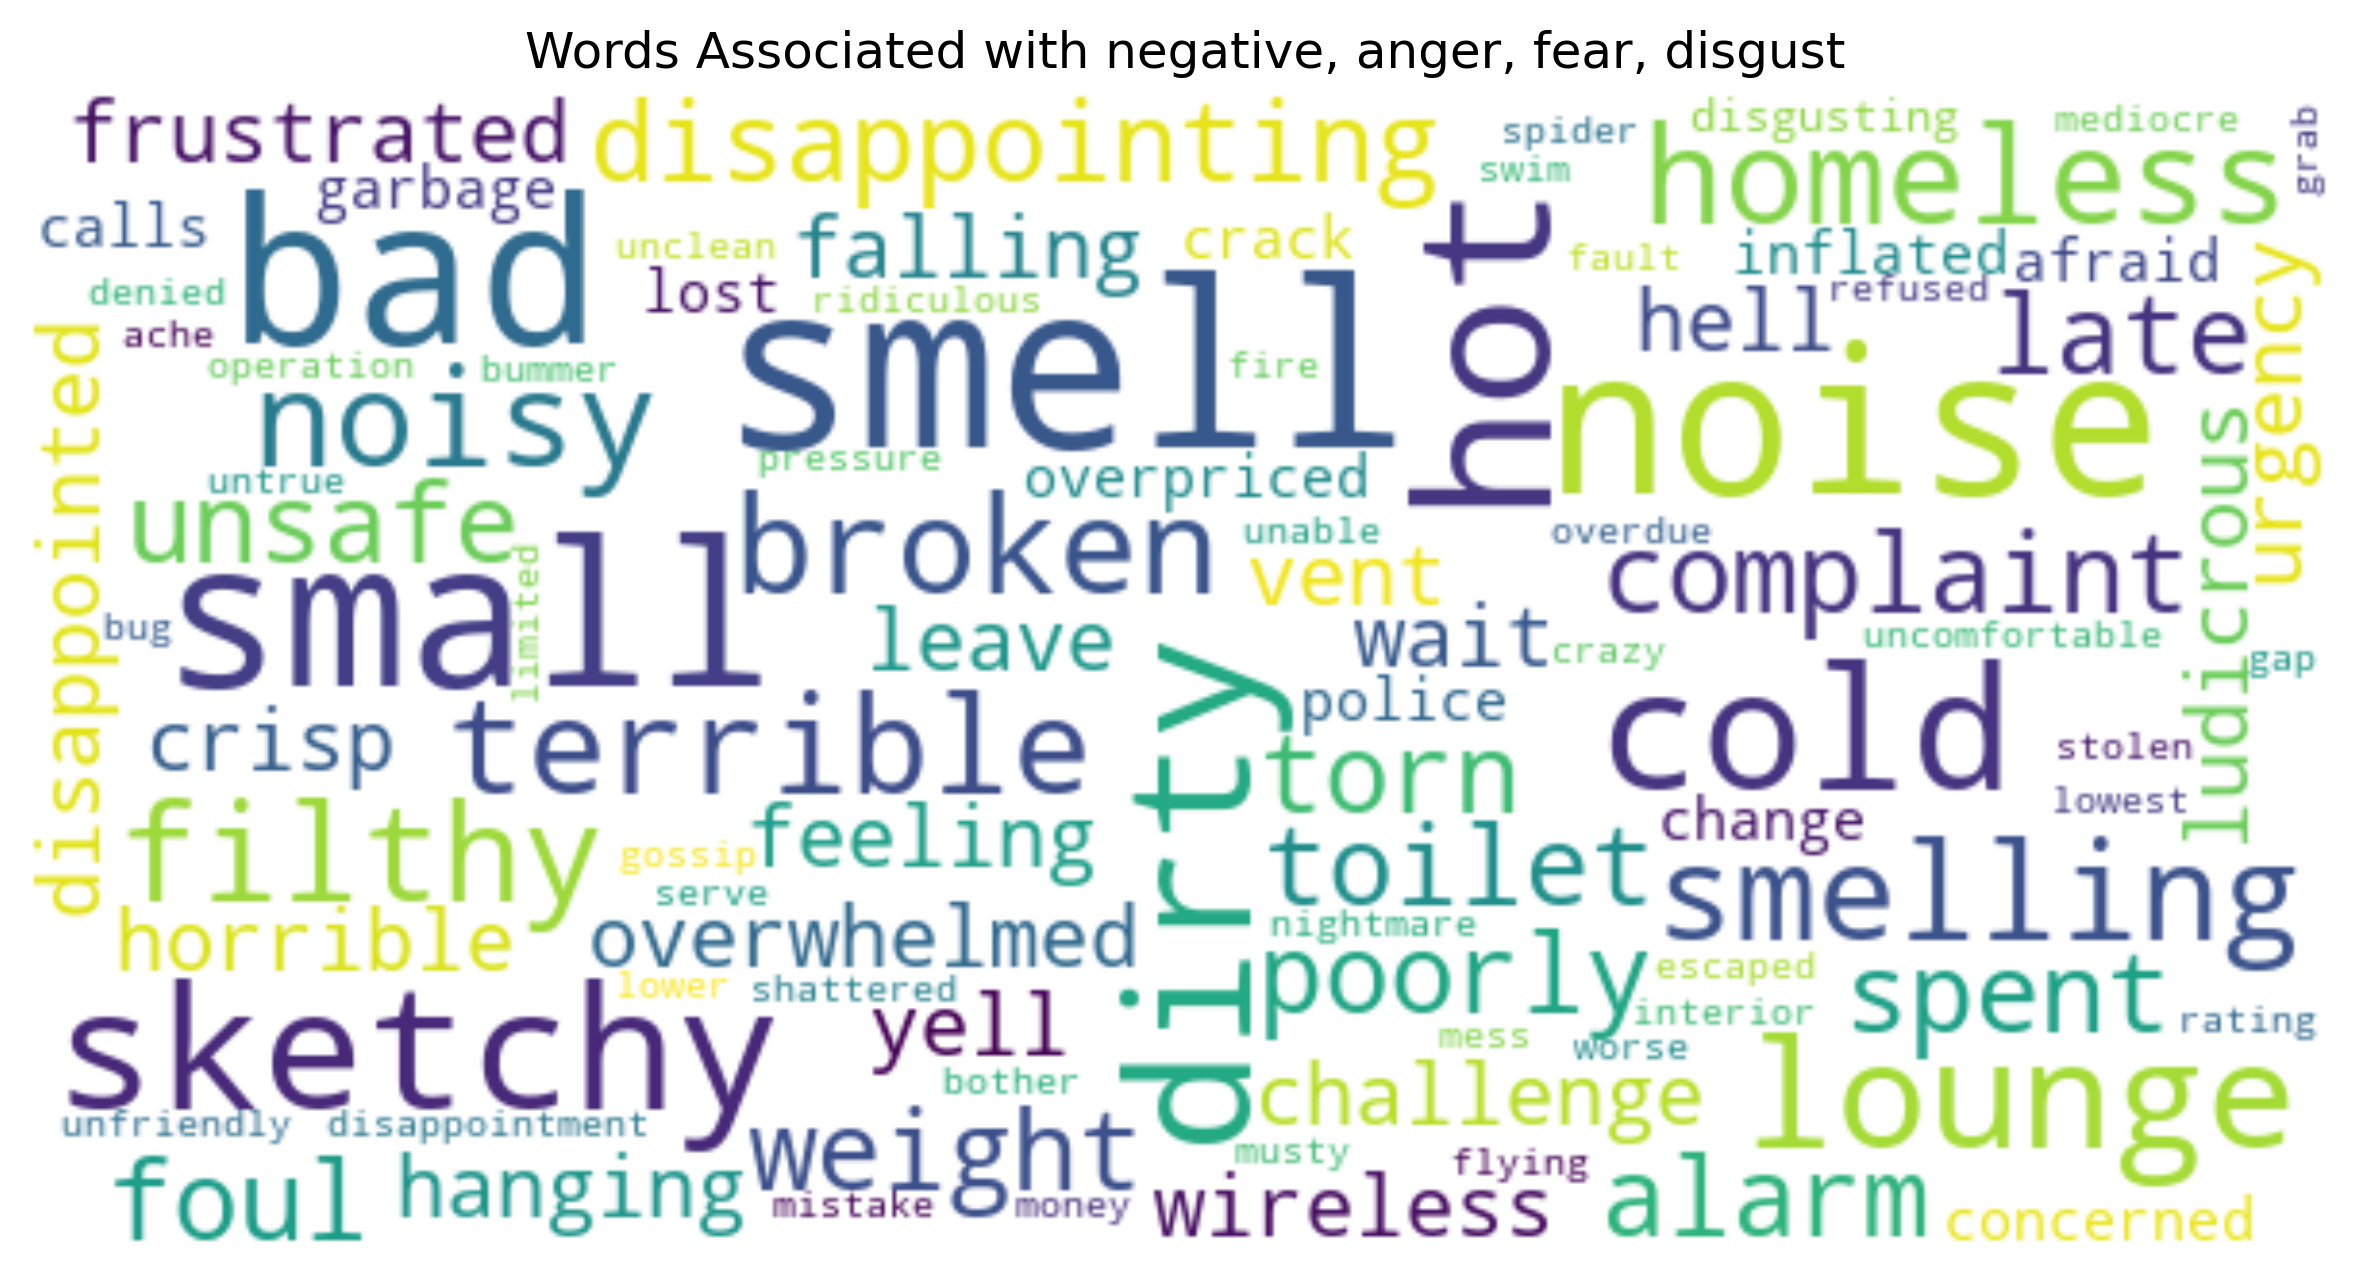 Words Associated with negative, anger, fear, disgust
frustrated
disappointing
spider
disgusting
mediocre
grab
swim
homeless
garbage
calls
bad
unclean
falling
crack
hot
fault
inflated
afraid
urgency
denied
lost
ridiculous
smell
hell
refused
late
ache
disappointed
operation
bummer
fire
noise
noisy
ludicrous
untrue
pressure
overpriced
unsafe
broken
unable
overdue
small
limited
vent
complaint
bug
leave
wait
crazy
uncomfortable
gap
dirty
police
cold
crisp
terrible
torn
stolen
lowest
change
filthy
gossip
feeling
toilet
smelling
serve
horrible
overwhelmed
nightmare
poorly
escaped
spent
lower
shattered
sketchy
yell
interior
rating
mess
worse
lounge
bother
challenge
unfriendly
disappointment
weight
musty
flying
foul
hanging
mistake
money
wireless
alarm
concerned